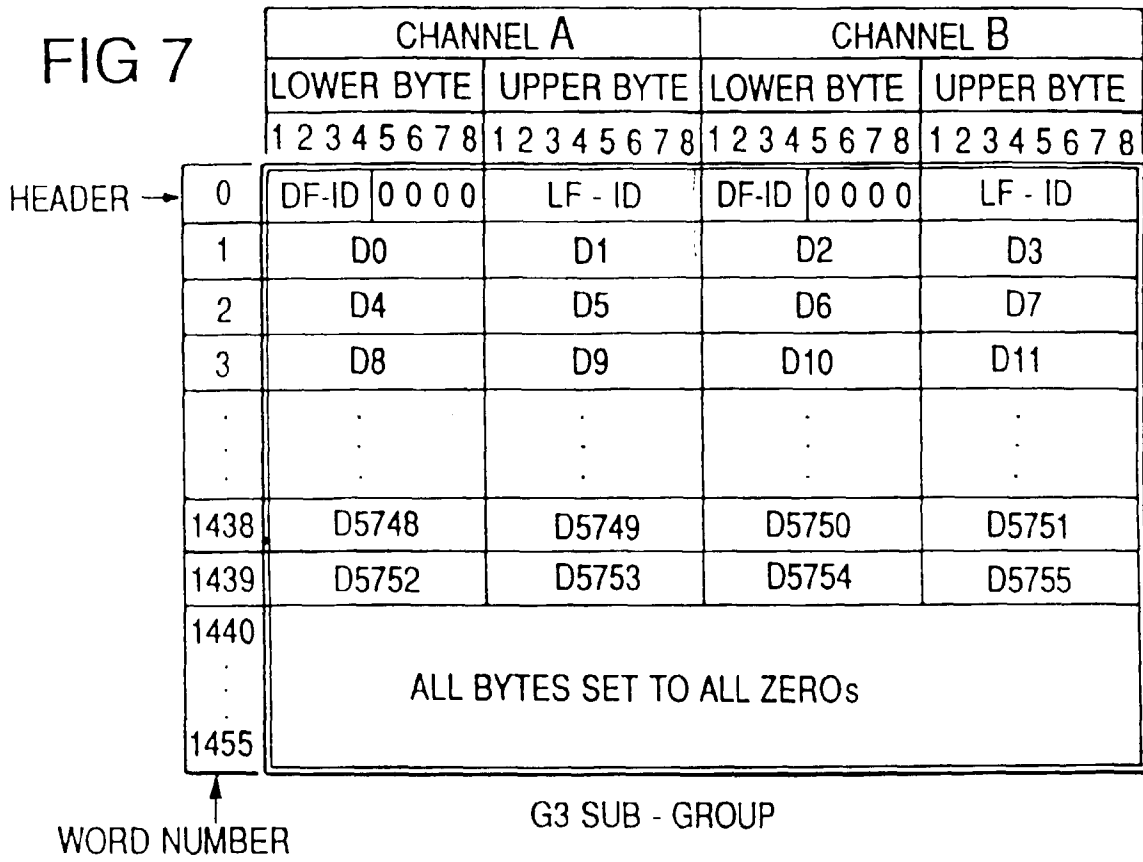 FIG 7
CHANNEL A CHANNEL B
LOWER BYTE UPPER BYTE LOWER BYTE UPPER BYTE
1 2 3 4 5 6 7 8 1 2 3 4 5 6 7 8 1 2 3 4 5 6 7 8 1 2 3 4 5 6 7 8
HEADER → 0 DF-ID 0 0 0 0 LF - ID DF-ID 0 0 0 0 LF - ID
1 D0 D1 D2 D3
2 D4 D5 D6 D7
3 D8 D9 D10 D11
. . . . .
. . . . .
. . . . .
1438 D5748 D5749 D5750 D5751
1439 D5752 D5753 D5754 D5755
1440
.
. ALL BYTES SET TO ALL ZEROs
.
1455
WORD NUMBER
G3 SUB - GROUP